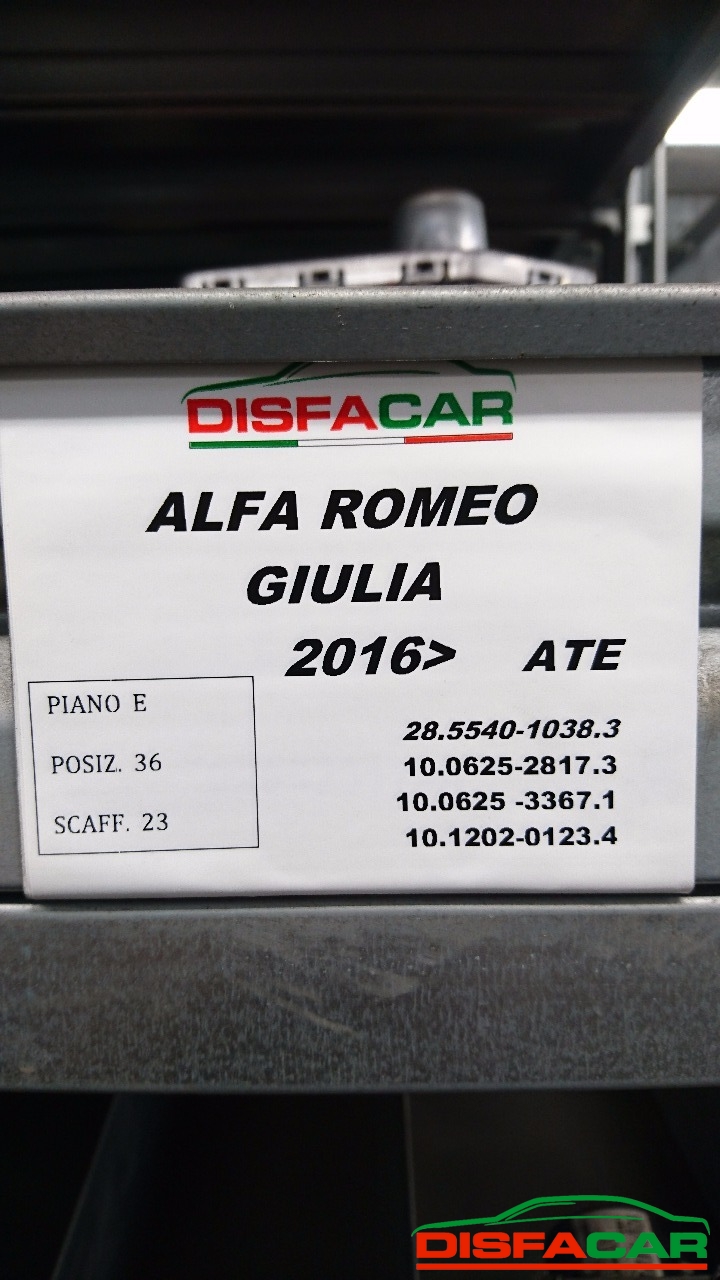 DISFACAR
ALFA ROMEO
GIULIA
2016> ATE
PIANO E
POSIZ. 36
SCAFF. 23
28.5540-1038.3
10.0625-2817.3
10.0625 -3367.1
10.1202-0123.4
DISFACAR